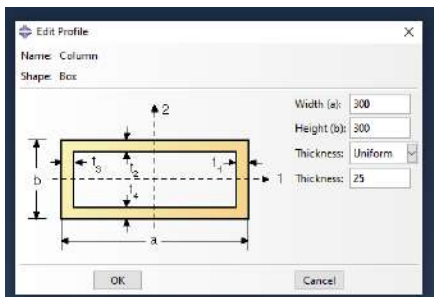 Edit Profile
Name: Column
Shape: Box
Width (a): 300
Height (b): 300
Thickness: Uniform
Thickness: 25
2
t3
t2
t1
b
1
t4
a
OK
Cancel